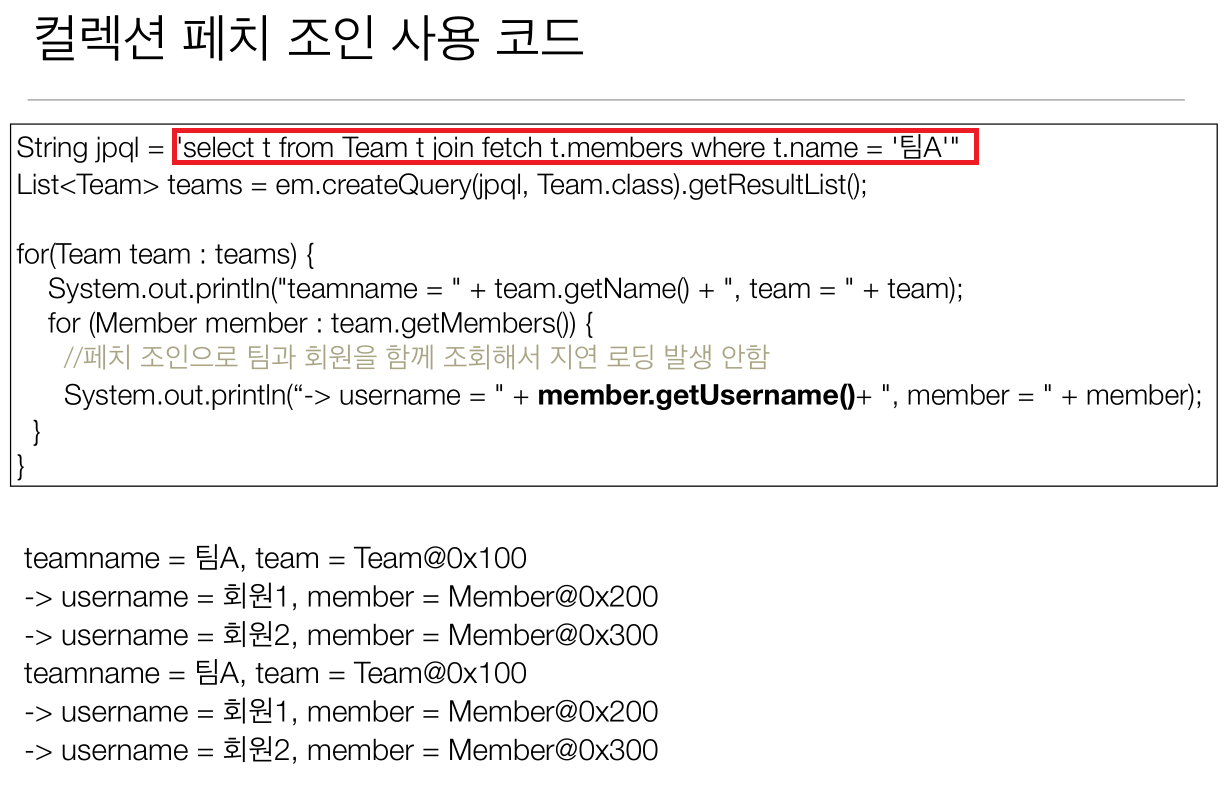 컬렉션 페치 조인 사용 코드
String jpql = 'select t from Team t join fetch t.members where t.name = '팀A'"
List<Team> teams = em.createQuery(jpql, Team.class).getResultList();
for(Team team : teams) {
System.out.println("teamname = " + team.getName() + ", team = " + team);
for (Member member : team.getMembers()) {
//페치 조인으로 팀과 회원을 함께 조회해서 지연 로딩 발생 안함
System.out.println(“-> username = " + member.getUsername()+ ", member = " + member);
}
}
teamname = 팀A, team = Team@0x100
-> username = 회원1, member = Member@0x200
-> username = 회원2, member = Member@0x300
teamname = 팀A, team = Team@0x100
-> username = 회원1, member = Member@0x200
-> username = 회원2, member = Member@0x300